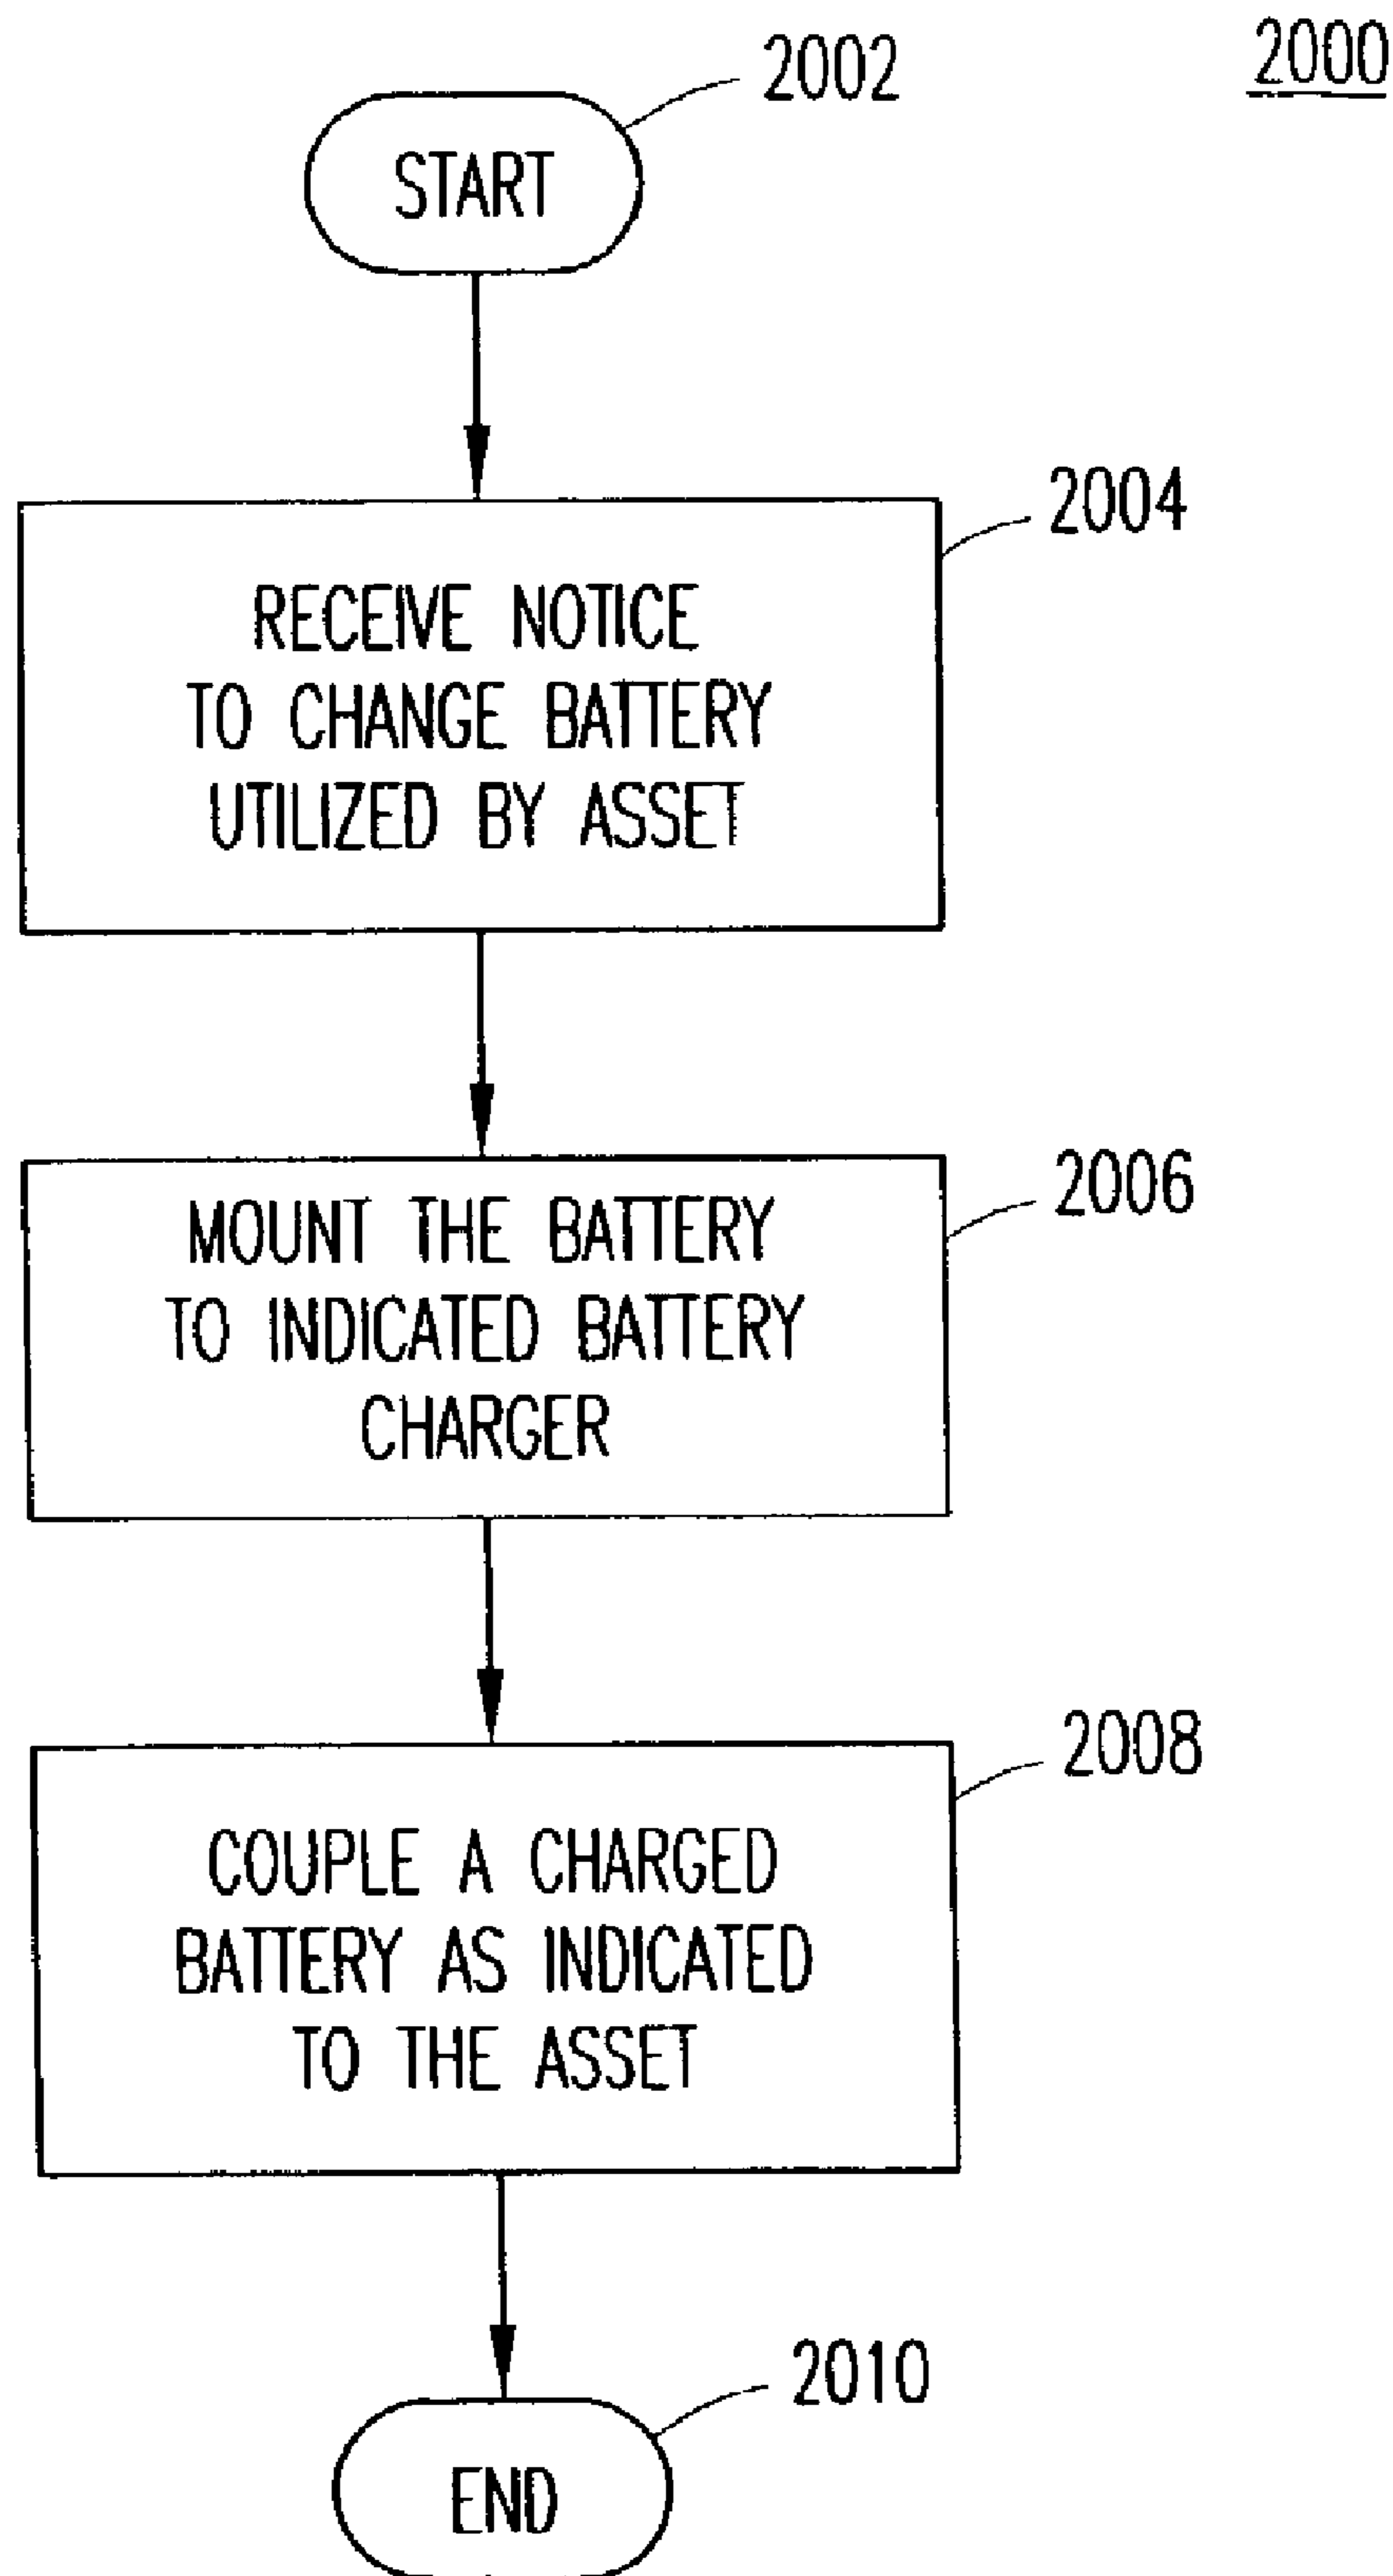 2000
2002
START
2004
RECEIVE NOTICE
TO CHANGE BATTERY
UTILIZED BY ASSET
2006
MOUNT THE BATTERY
TO INDICATED BATTERY
CHARGER
2008
COUPLE A CHARGED
BATTERY AS INDICATED
TO THE ASSET
2010
END